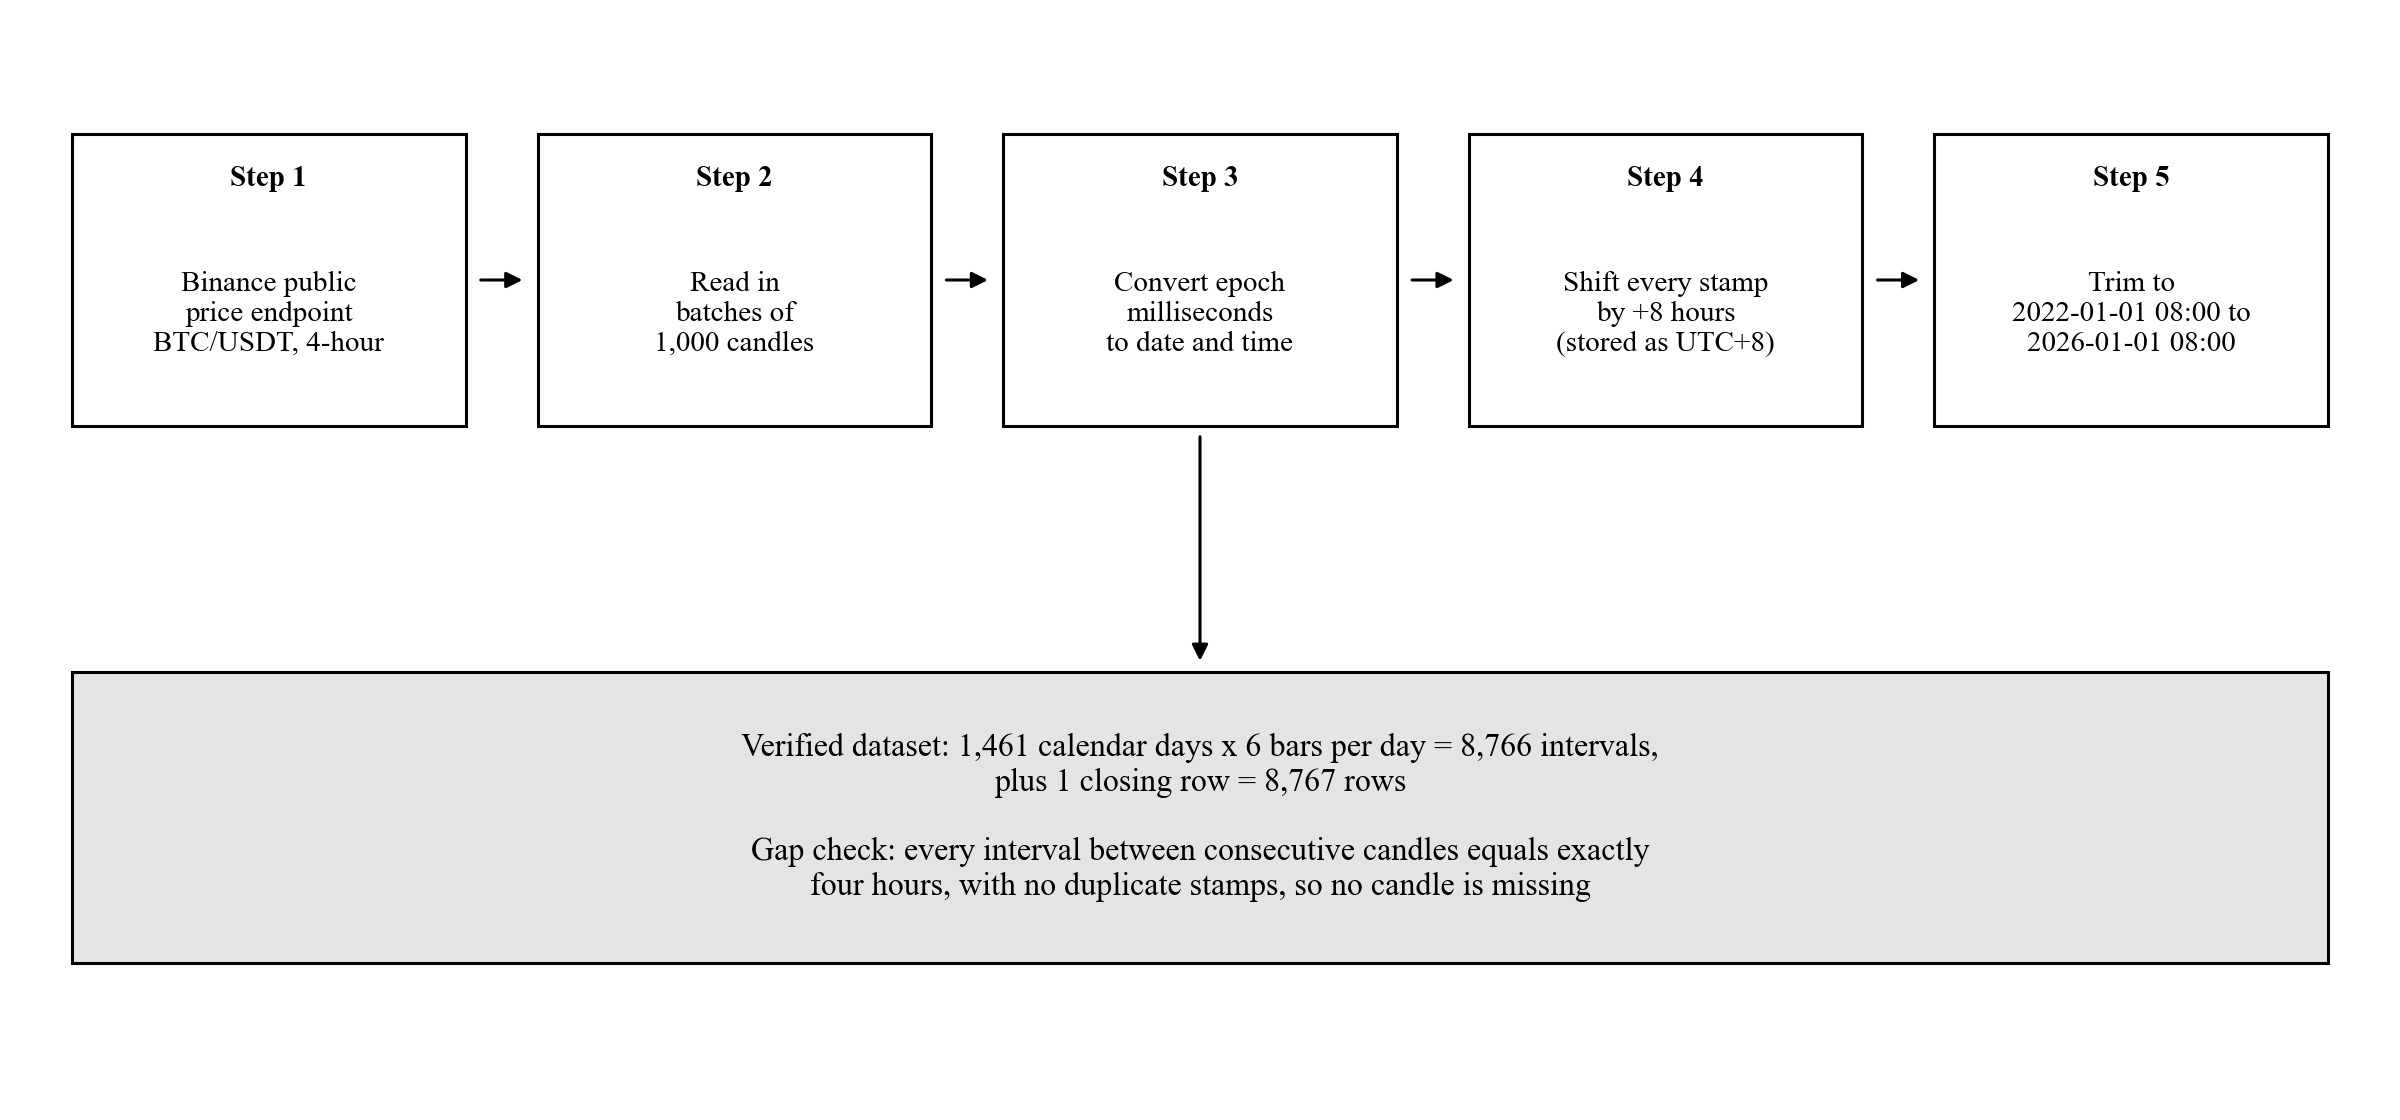 Step 1
Binance public
price endpoint
BTC/USDT, 4-hour
Step 2
Read in
batches of
1,000 candles
Step 3
Convert epoch
milliseconds
to date and time
Step 4
Shift every stamp
by +8 hours
(stored as UTC+8)
Step 5
Trim to
2022-01-01 08:00 to
2026-01-01 08:00
Verified dataset: 1,461 calendar days x 6 bars per day = 8,766 intervals,
plus 1 closing row = 8,767 rows
Gap check: every interval between consecutive candles equals exactly
four hours, with no duplicate stamps, so no candle is missing